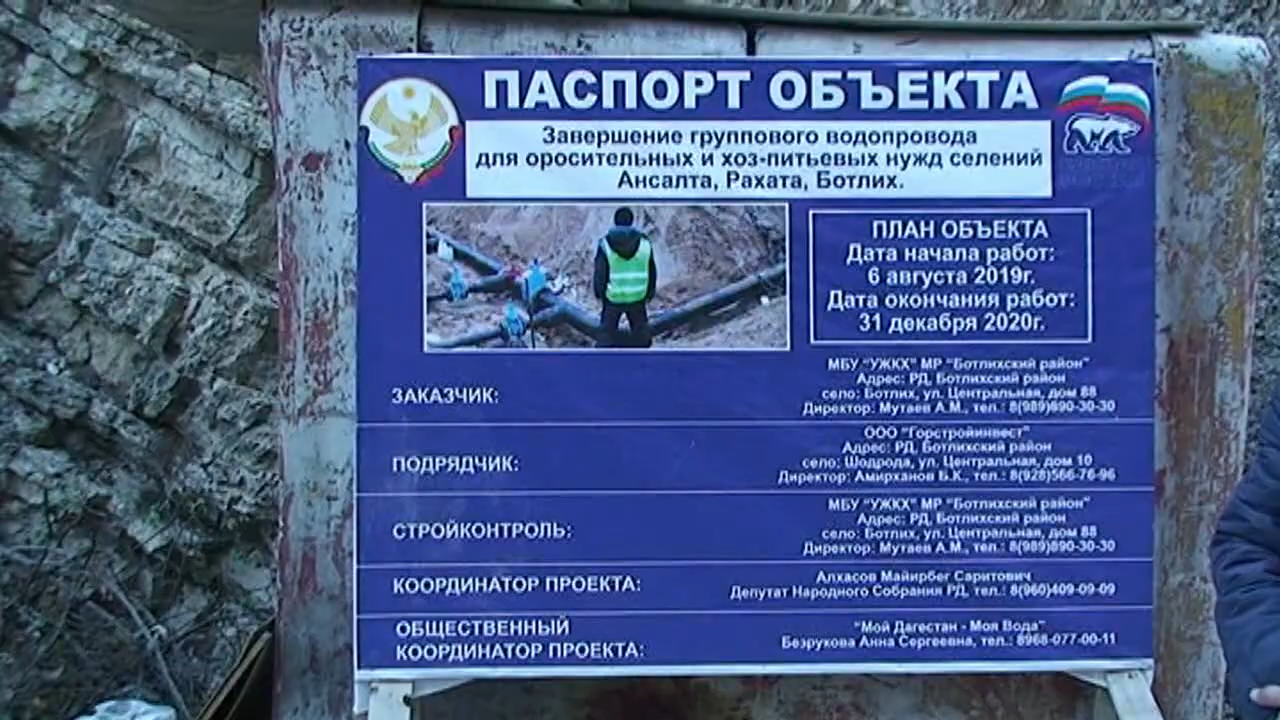 ПАСПОРТ ОБЪЕКТА
Завершение группового водопровода
для оросительных и хоз-питьевых нужд селений
Ансалта, Рахата, Ботлих.
ПЛАН ОБЪЕКТА
Дата начала работ:
6 августа 2019г.
Дата окончания работ:
31 декабря 2020г.
ЗАКАЗЧИК:
МБУ "УЖКХ" МР "Ботлихский район"
Адрес: РД, Ботлихский район
село: Ботлих, ул. Центральная, дом 88
Директор: Мутаев А.М., тел.: 8(989)890-30-30
ПОДРЯДЧИК:
ООО "Горстройинвест"
Адрес: РД, Ботлихский район
село: Шодрода, ул. Центральная, дом 10
Директор: Амирханов Б.К., тел.: 8(928)566-76-96
СТРОЙКОНТРОЛЬ:
МБУ "УЖКХ" МР "Ботлихский район"
Адрес: РД, Ботлихский район
село: Ботлих, ул. Центральная, дом 88
Директор: Мутаев А.М., тел.: 8(989)890-30-30
КООРДИНАТОР ПРОЕКТА:
Алхасов Майирбег Саритович
Депутат Народного Собрания РД, тел.: 8(960)409-09-09
ОБЩЕСТВЕННЫЙ
КООРДИНАТОР ПРОЕКТА:
"Мой Дагестан - Моя Вода"
Безрукова Анна Сергеевна, тел.: 8968-077-00-11